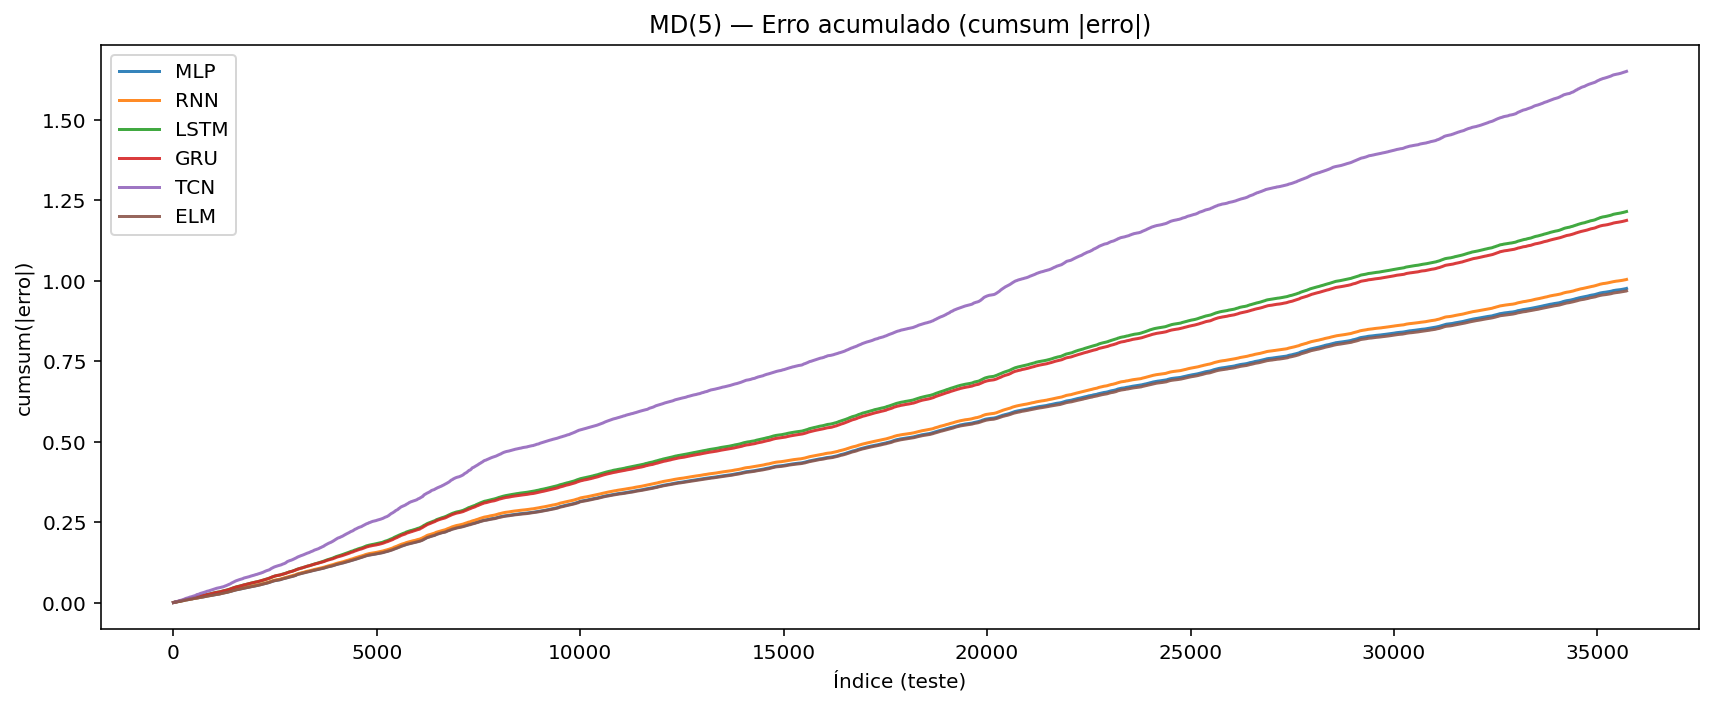 MD(5) — Erro acumulado (cumsum |erro|)
MLP
RNN
LSTM
GRU
TCN
ELM
cumsum(|erro|)
1.50
1.25
1.00
0.75
0.50
0.25
0.00
0 5000 10000 15000 20000 25000 30000 35000
Índice (teste)